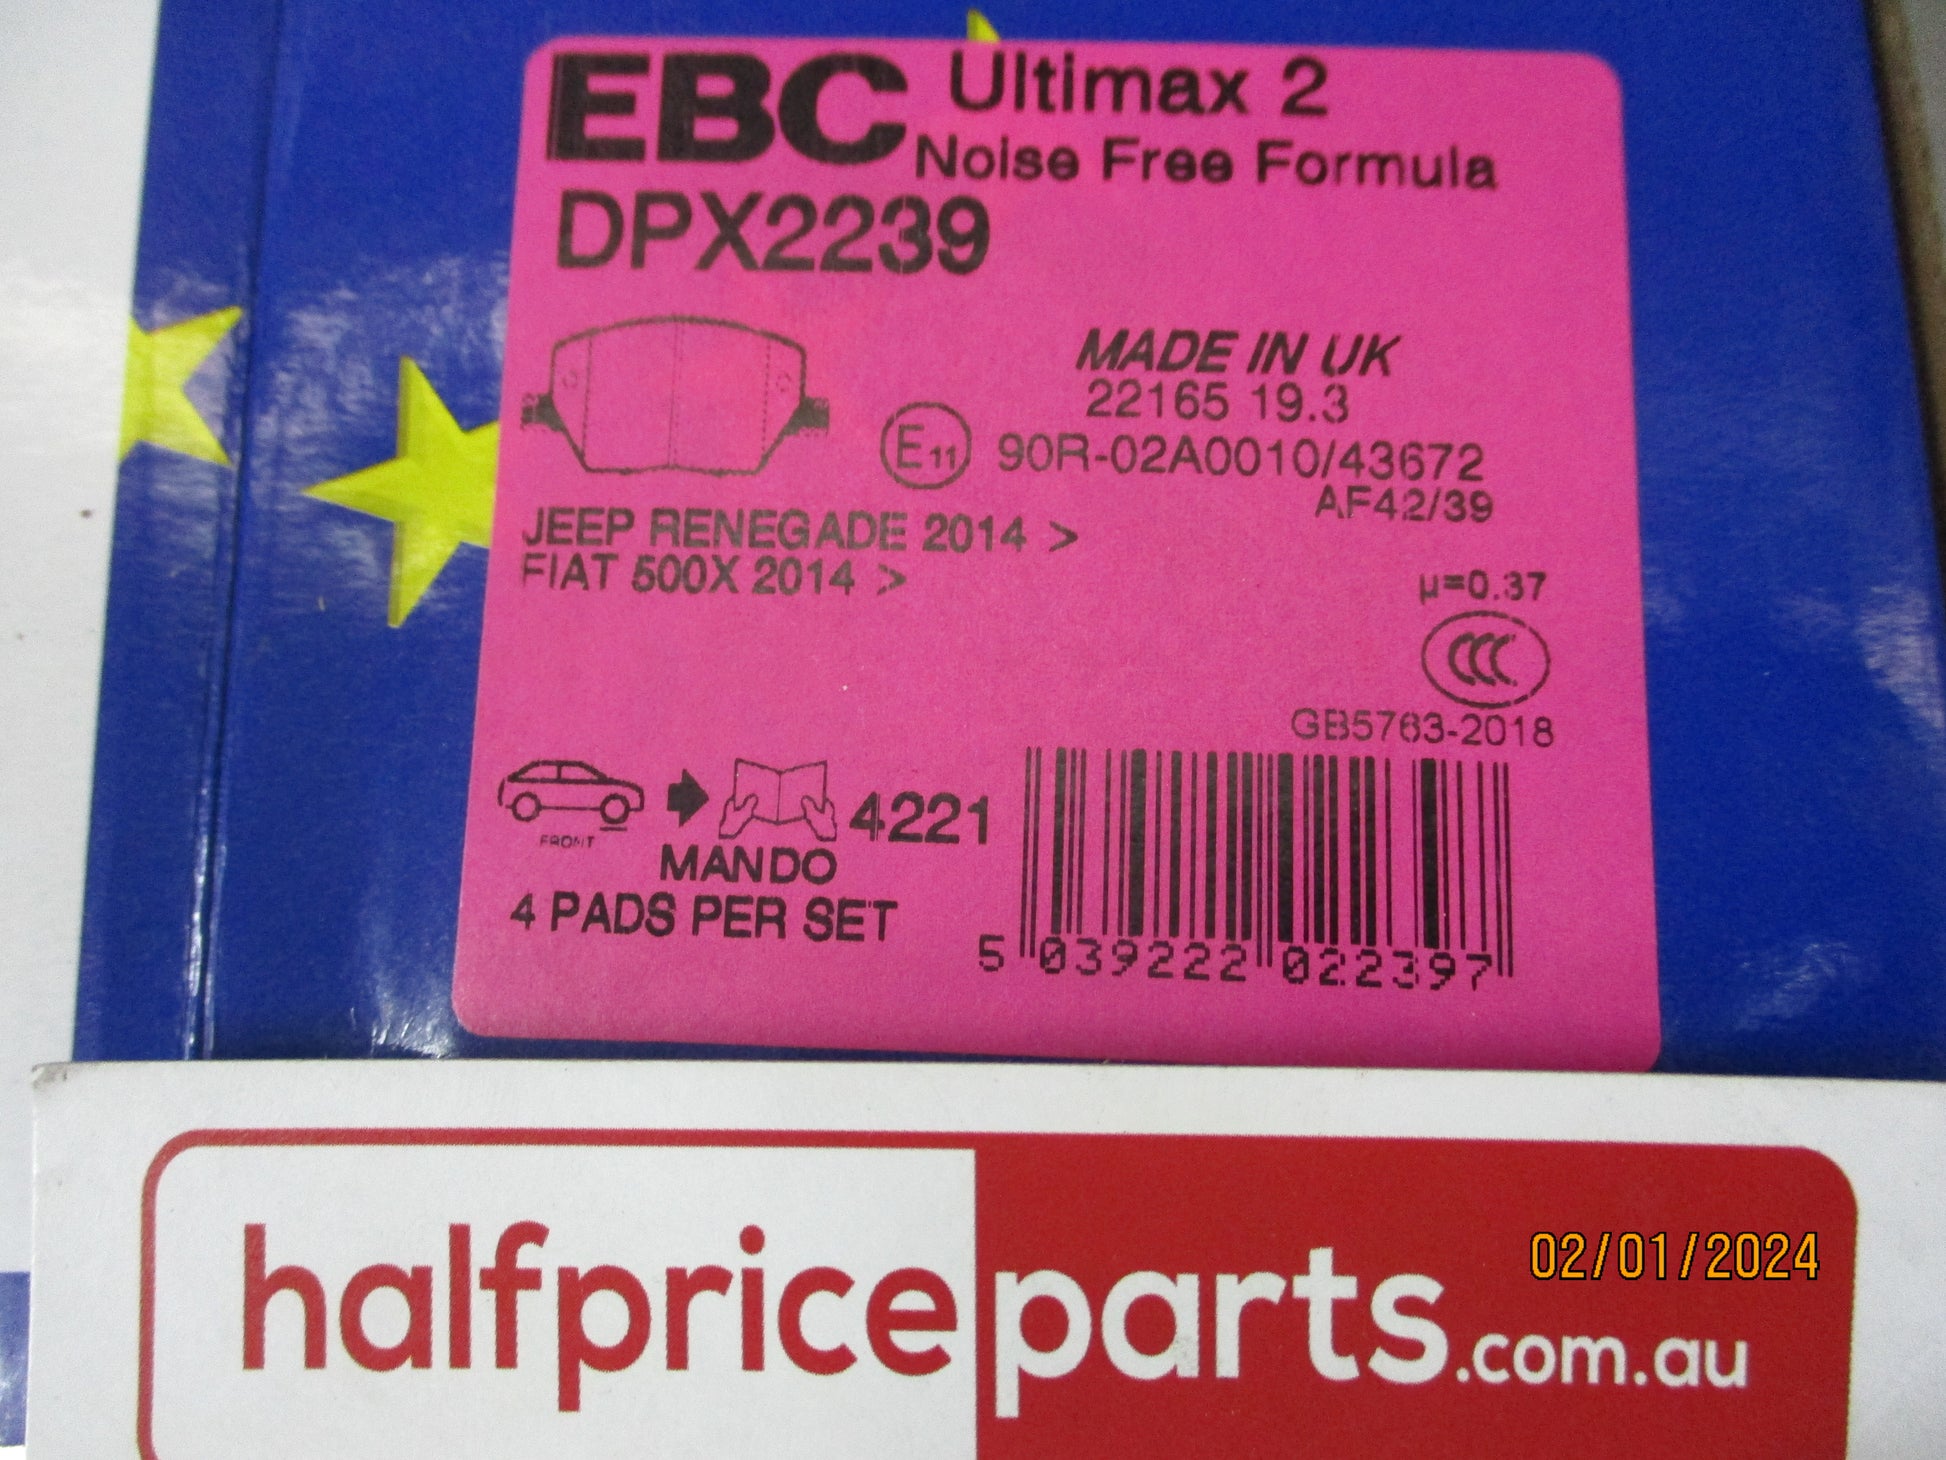 EBC Ultimax 2
Noise Free Formula
DPX2239
MADE IN UK
22165 19.3
E11 90R-02A0010/43672
AF42/39
JEEP RENEGADE 2014 >
FIAT 500X 2014 >
µ=0.37
CCC
GB5763-2018
FRONT
4221
MANDO
4 PADS PER SET
5 039222 022397
02/01/2024
halfpriceparts.com.au